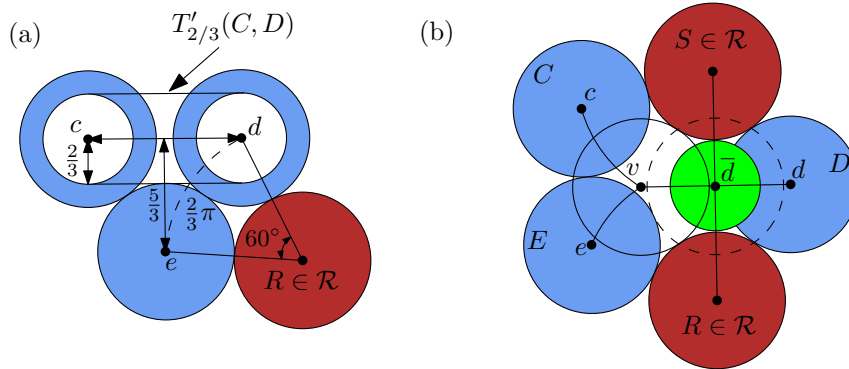 (a)
T′₂/₃(C, D)
c
d
2/3
5/3
2/3 π
60°
e
R ∈ ℛ
(b)
S ∈ ℛ
C
c
v
d̅
d
D
E
e
R ∈ ℛ